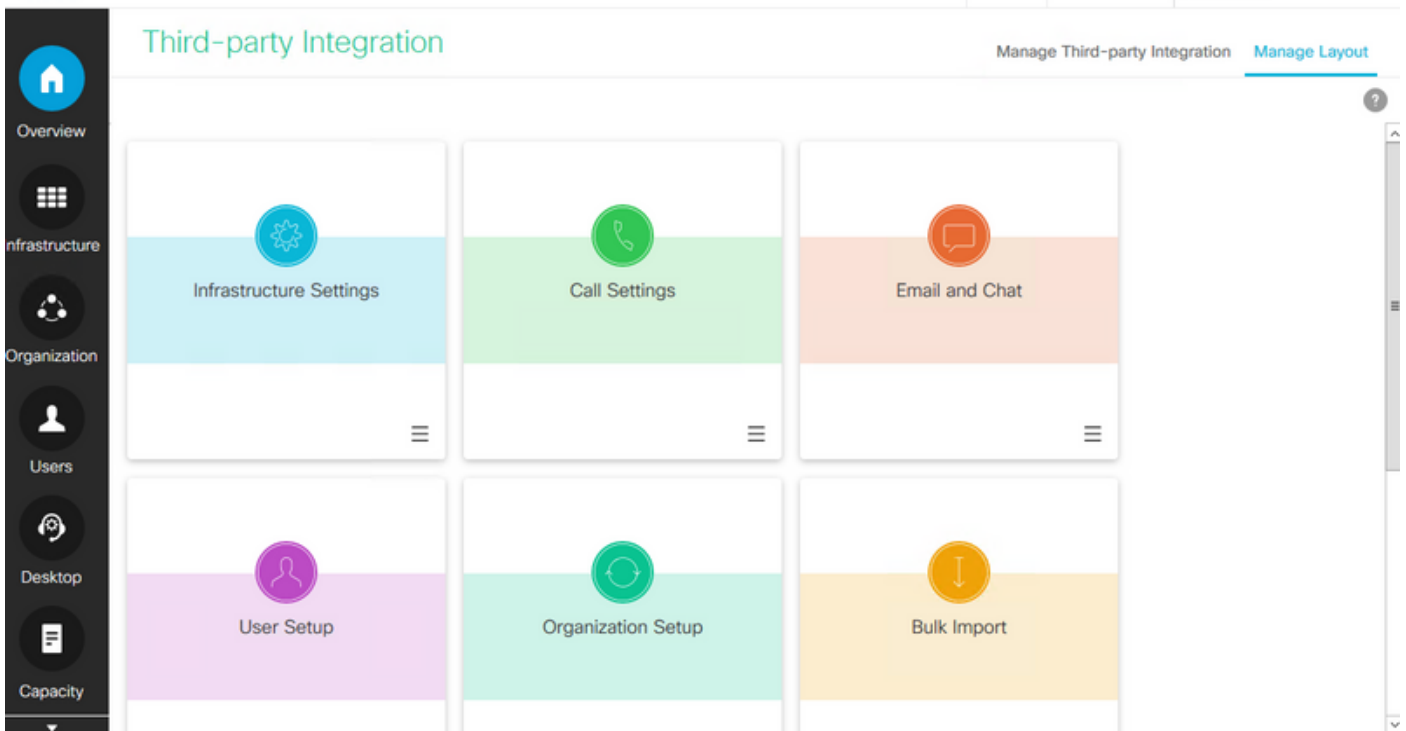 Third-party Integration
Manage Third-party Integration
Manage Layout
?
Overview
nfrastructure
Organization
Users
Desktop
Capacity
Infrastructure Settings
Call Settings
Email and Chat
User Setup
Organization Setup
Bulk Import